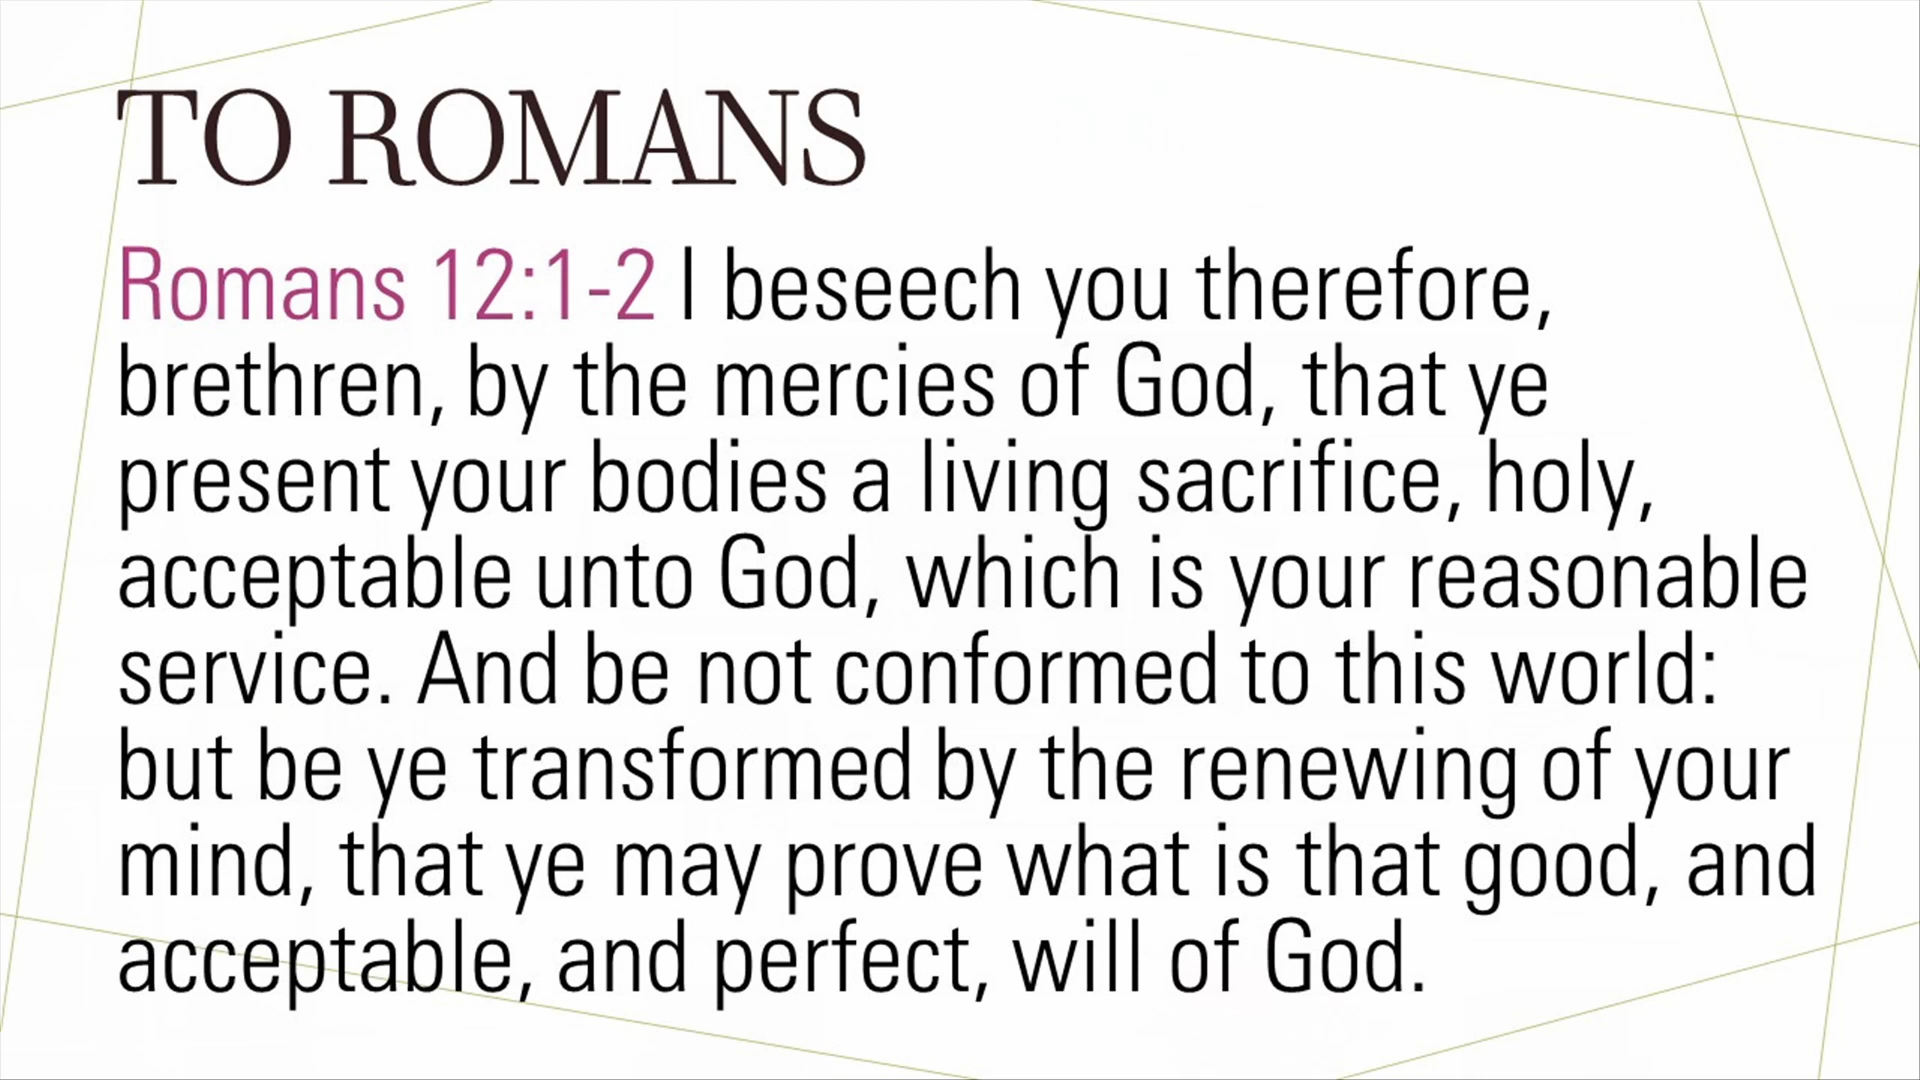 TO ROMANS
Romans 12:1-2 I beseech you therefore,
brethren, by the mercies of God, that ye
present your bodies a living sacrifice, holy,
acceptable unto God, which is your reasonable
service. And be not conformed to this world:
but be ye transformed by the renewing of your
mind, that ye may prove what is that good, and
acceptable, and perfect, will of God.